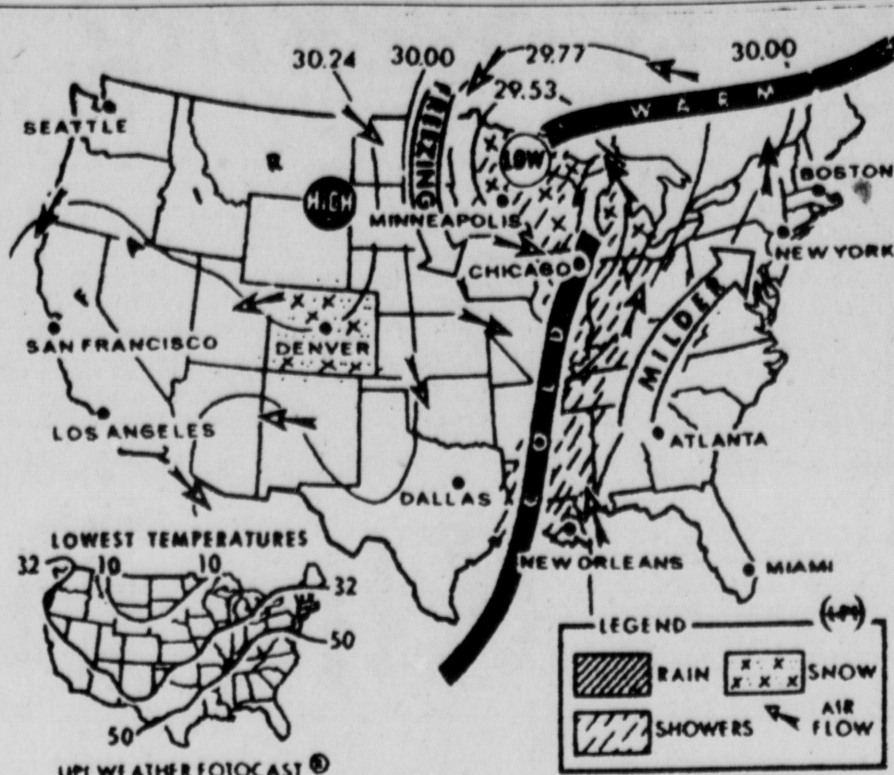 30.24
30.00
29.77
30.00
29.53
WARM
SEATTLE
FREEZING
LOW
HIGH
BOSTON
MINNEAPOLIS
NEW YORK
CHICAGO
MILDER
SAN FRANCISCO
DENVER
COLD
LOS ANGELES
ATLANTA
DALLAS
NEW ORLEANS
MIAMI
LOWEST TEMPERATURES
32
10
10
32
50
50
LEGEND
RAIN
SNOW
SHOWERS
AIR
FLOW
UPI WEATHER FOTOCAST ®